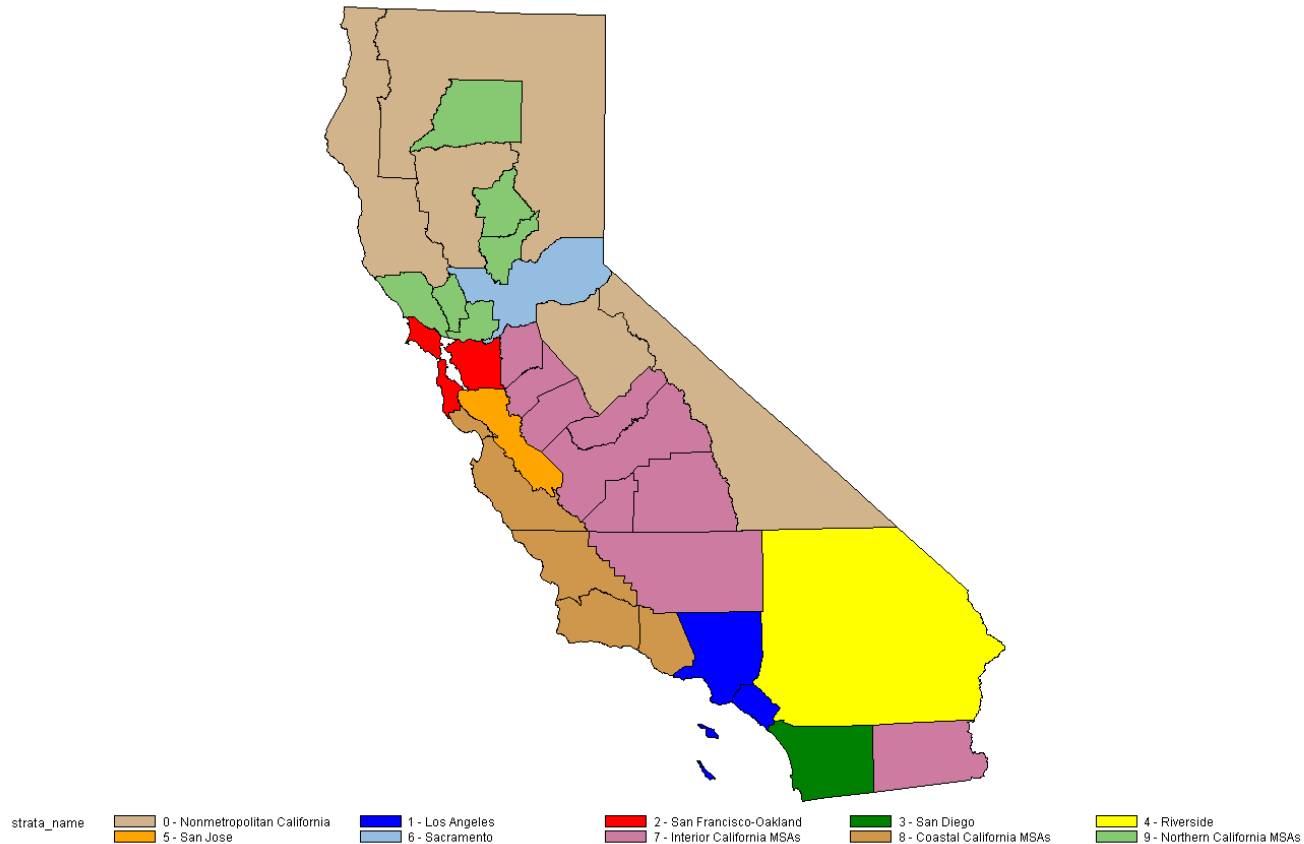 strata_name 0 - Nonmetropolitan California 1 - Los Angeles 2 - San Francisco-Oakland 3 - San Diego 4 - Riverside
5 - San Jose 6 - Sacramento 7 - Interior California MSAs 8 - Coastal California MSAs 9 - Northern California MSAs